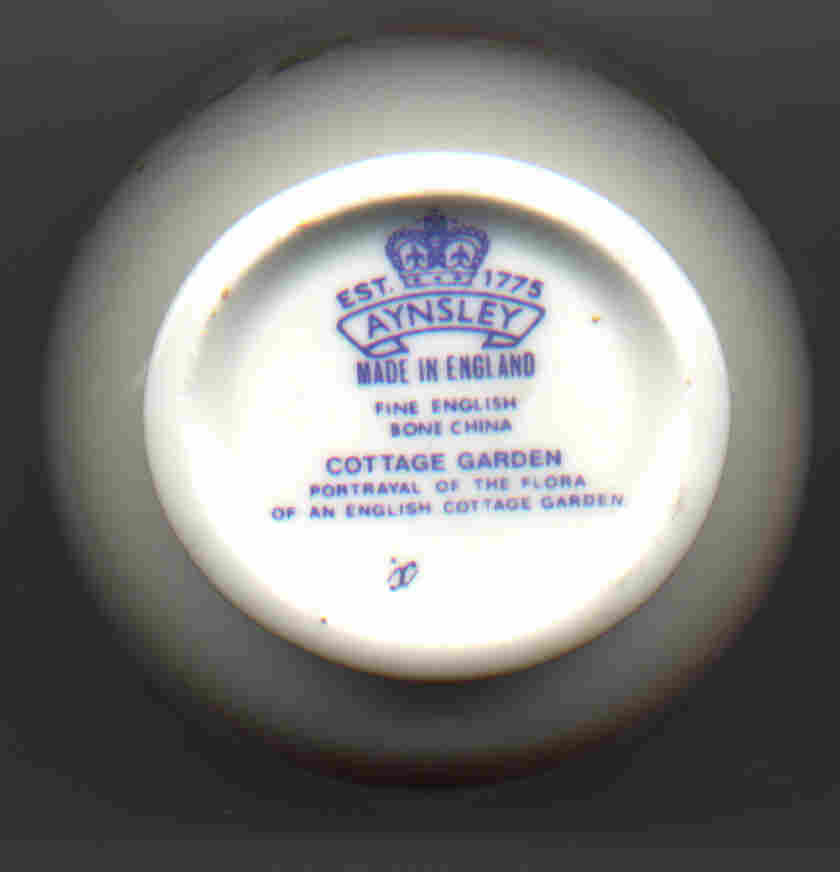 EST. 1775
AYNSLEY
MADE IN ENGLAND
FINE ENGLISH
BONE CHINA
COTTAGE GARDEN
PORTRAYAL OF THE FLORA
OF AN ENGLISH COTTAGE GARDEN
x